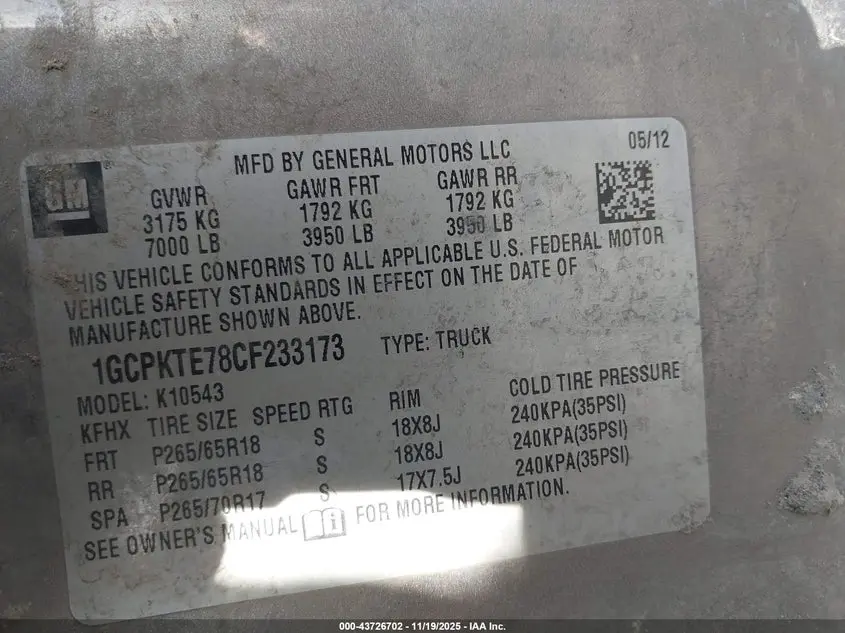 MFD BY GENERAL MOTORS LLC 05/12
GM
GVWR GAWR FRT GAWR RR
3175 KG 1792 KG 1792 KG
7000 LB 3950 LB 3950 LB
THIS VEHICLE CONFORMS TO ALL APPLICABLE U.S. FEDERAL MOTOR
VEHICLE SAFETY STANDARDS IN EFFECT ON THE DATE OF
MANUFACTURE SHOWN ABOVE.
1GCPKTE78CF233173 TYPE: TRUCK
MODEL: K10543
KFHX TIRE SIZE SPEED RTG RIM COLD TIRE PRESSURE
FRT P265/65R18 S 18X8J 240KPA(35PSI)
RR P265/65R18 S 18X8J 240KPA(35PSI)
SPA P265/70R17 S 17X7.5J 240KPA(35PSI)
SEE OWNER'S MANUAL FOR MORE INFORMATION.
000-43726702 - 11/19/2025 - IAA Inc.